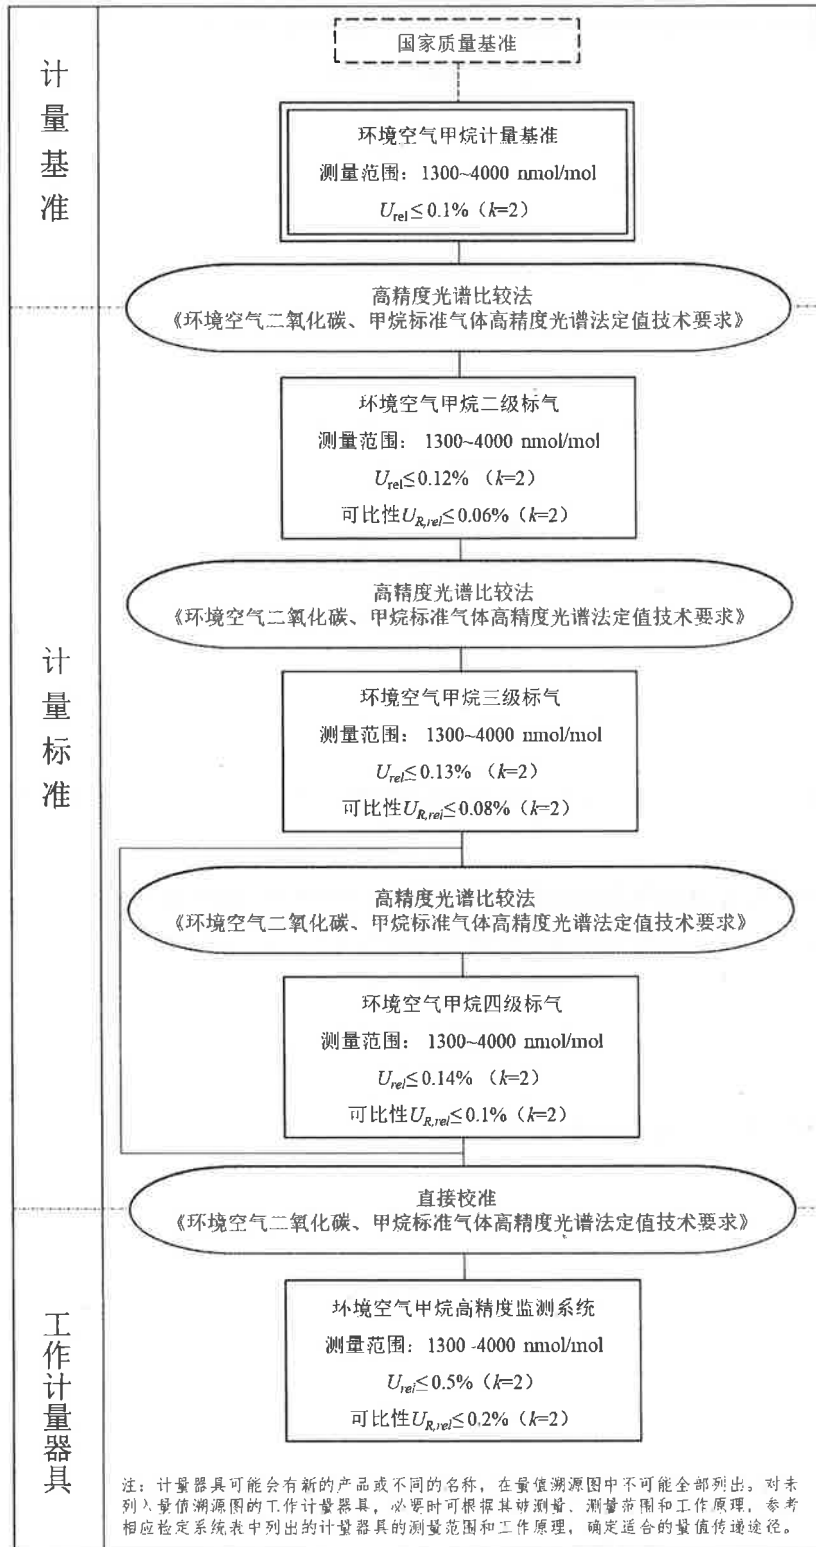 计量基准
国家质量基准
环境空气甲烷计量基准
测量范围：1300~4000 nmol/mol
Urel≤0.1%（k=2）
高精度光谱比较法
《环境空气二氧化碳、甲烷标准气体高精度光谱法定值技术要求》
计量标准
环境空气甲烷二级标气
测量范围： 1300~4000 nmol/mol
Urel≤0.12% （k=2）
可比性UR,rel≤0.06%（k=2）
高精度光谱比较法
《环境空气二氧化碳、甲烷标准气体高精度光谱法定值技术要求》
环境空气甲烷三级标气
测量范围： 1300~4000 nmol/mol
Urel≤0.13% （k=2）
可比性UR,rel≤0.08%（k=2）
高精度光谱比较法
《环境空气二氧化碳、甲烷标准气体高精度光谱法定值技术要求》
环境空气甲烷四级标气
测量范围： 1300~4000 nmol/mol
Urel≤0.14% （k=2）
可比性UR,rel≤0.1%（k=2）
直接校准
《环境空气二氧化碳、甲烷标准气体高精度光谱法定值技术要求》
工作计量器具
环境空气甲烷高精度监测系统
测量范围：1300-4000 nmol/mol
Urel≤0.5%（k=2）
可比性UR,rel≤0.2%（k=2）
注：计量器具可能会有新的产品或不同的名称，在量值溯源图中不可能全部列出。对未
列入量值溯源图的工作计量器具，必要时可根据其被测量、测量范围和工作原理，参考
相应检定系统表中列出的计量器具的测量范围和工作原理，确定适合的量值传递途径。